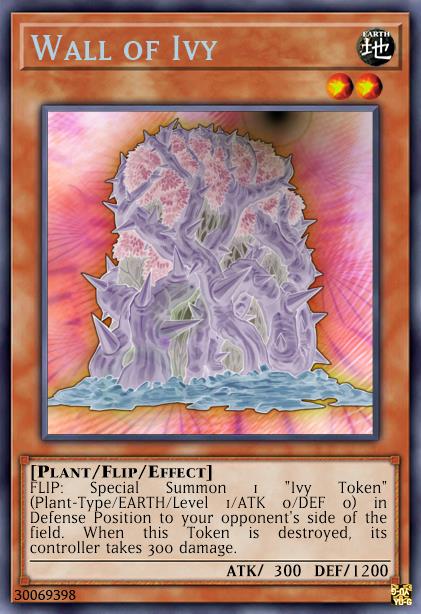 WALL OF IVY
EARTH
地
[PLANT/FLIP/EFFECT]
FLIP: Special Summon 1 "Ivy Token"
(Plant-Type/EARTH/Level 1/ATK 0/DEF 0) in
Defense Position to your opponent's side of the
field. When this Token is destroyed, its
controller takes 300 damage.
ATK/ 300 DEF/1200
30069398